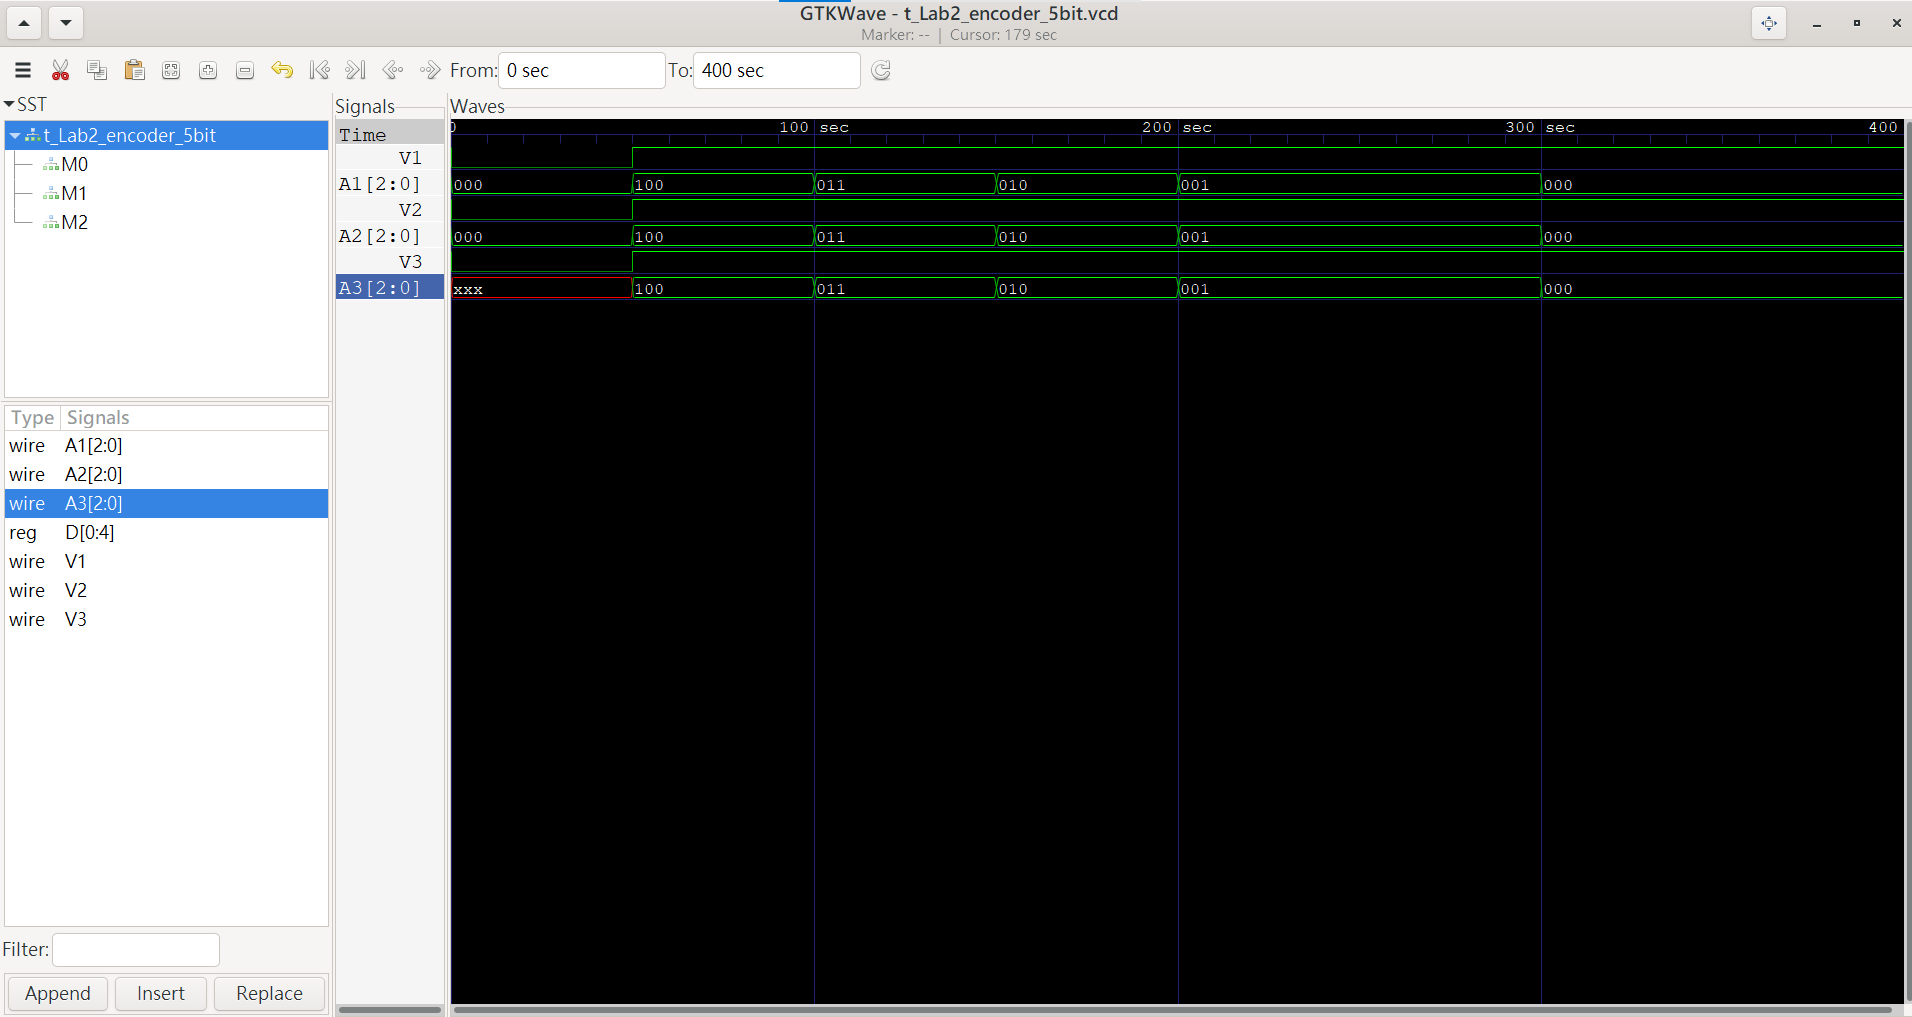 GTKWave - t_Lab2_encoder_5bit.vcd
Marker: -- | Cursor: 179 sec
From: 0 sec To: 400 sec
SST
t_Lab2_encoder_5bit
M0
M1
M2
Type Signals
wire A1[2:0]
wire A2[2:0]
wire A3[2:0]
reg D[0:4]
wire V1
wire V2
wire V3
Filter:
Append Insert Replace
Signals
Time
V1
A1[2:0]
V2
A2[2:0]
V3
A3[2:0]
Waves
0 100 sec 200 sec 300 sec 400
000 100 011 010 001 000
000 100 011 010 001 000
xxx 100 011 010 001 000